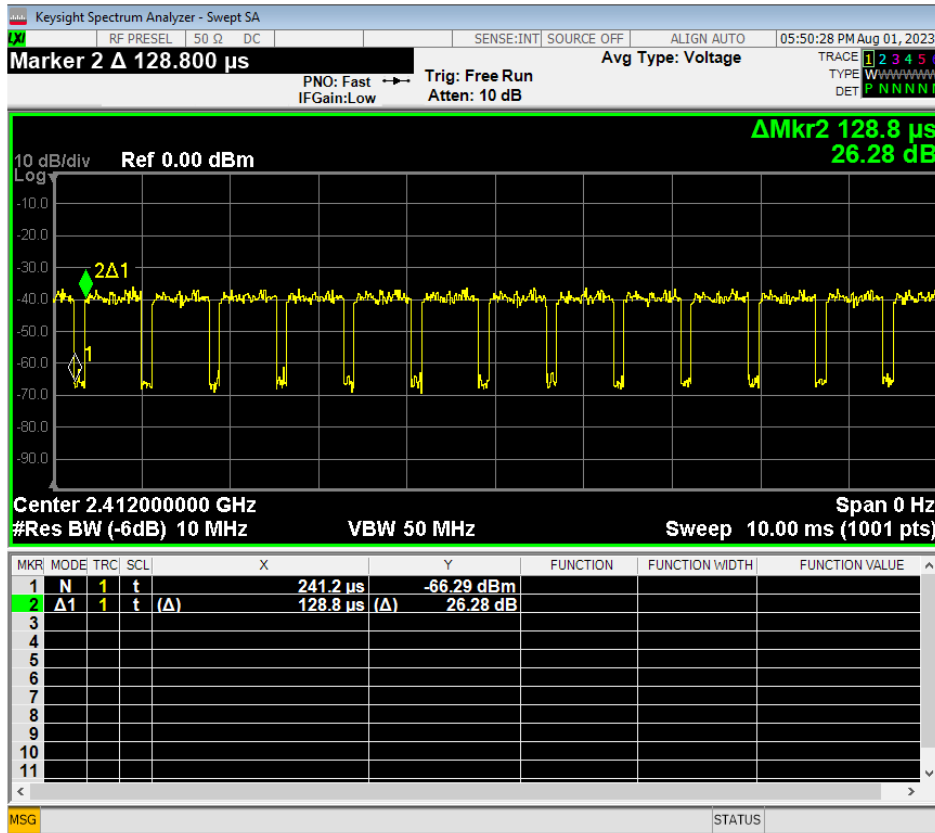 Keysight Spectrum Analyzer - Swept SA
LXI RF PRESEL 50 Ω DC SENSE:INT SOURCE OFF ALIGN AUTO 05:50:28 PM Aug 01, 2023
Marker 2 Δ 128.800 µs
PNO: Fast
IFGain:Low
Trig: Free Run
Atten: 10 dB
Avg Type: Voltage
TRACE 1 2 3 4 5
TYPE
DET P N N N N
ΔMkr2 128.8 µs
26.28 dB
10 dB/div Ref 0.00 dBm
Log
-10.0
-20.0
-30.0
2Δ1
-40.0
-50.0
1
-60.0
-70.0
-80.0
-90.0
Center 2.412000000 GHz Span 0 Hz
#Res BW (-6dB) 10 MHz VBW 50 MHz Sweep 10.00 ms (1001 pts)
MKR MODE TRC SCL X Y FUNCTION FUNCTION WIDTH FUNCTION VALUE
1 N 1 t 241.2 µs -66.29 dBm
2 Δ1 1 t (Δ) 128.8 µs (Δ) 26.28 dB
3
4
5
6
7
8
9
10
11
MSG STATUS